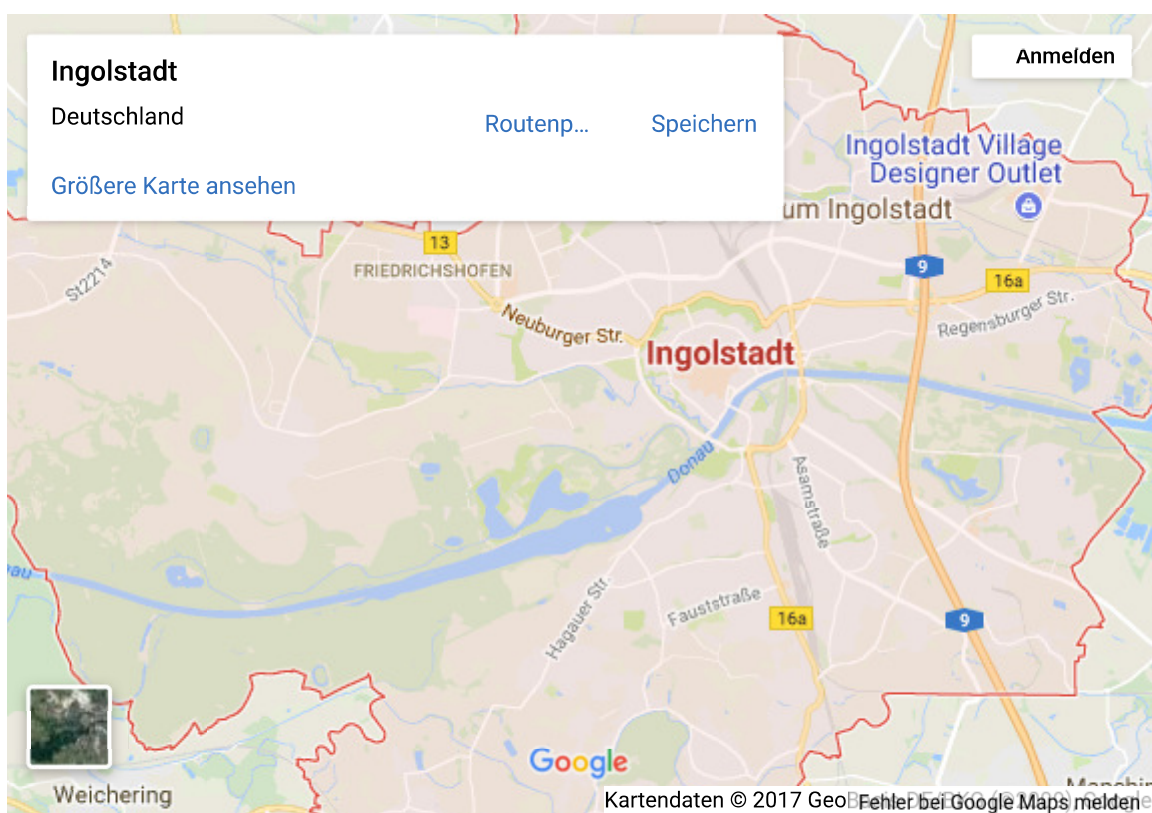 Ingolstadt
Deutschland
Routenp...
Speichern
Größere Karte ansehen
Anmelden
Ingolstadt Village
Designer Outlet
um Ingolstadt
13
FRIEDRICHSHOFEN
9
16a
St2214
Neuburger Str.
Regensburger Str.
Ingolstadt
Donau
Asamstraße
au
Hagauer Str.
Fauststraße
16a
9
Google
Weichering
Kartendaten © 2017 Geo
Fehler bei Google Maps melden